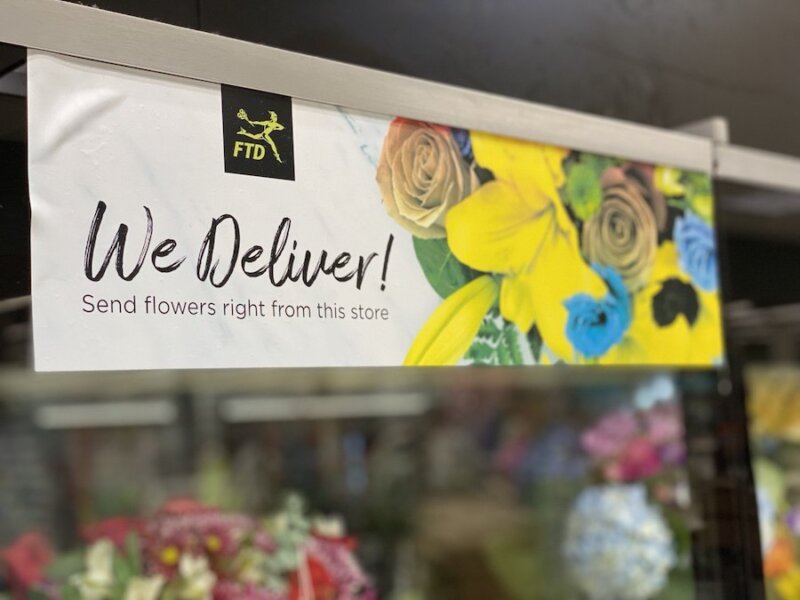 FTD
We Deliver!
Send flowers right from this store